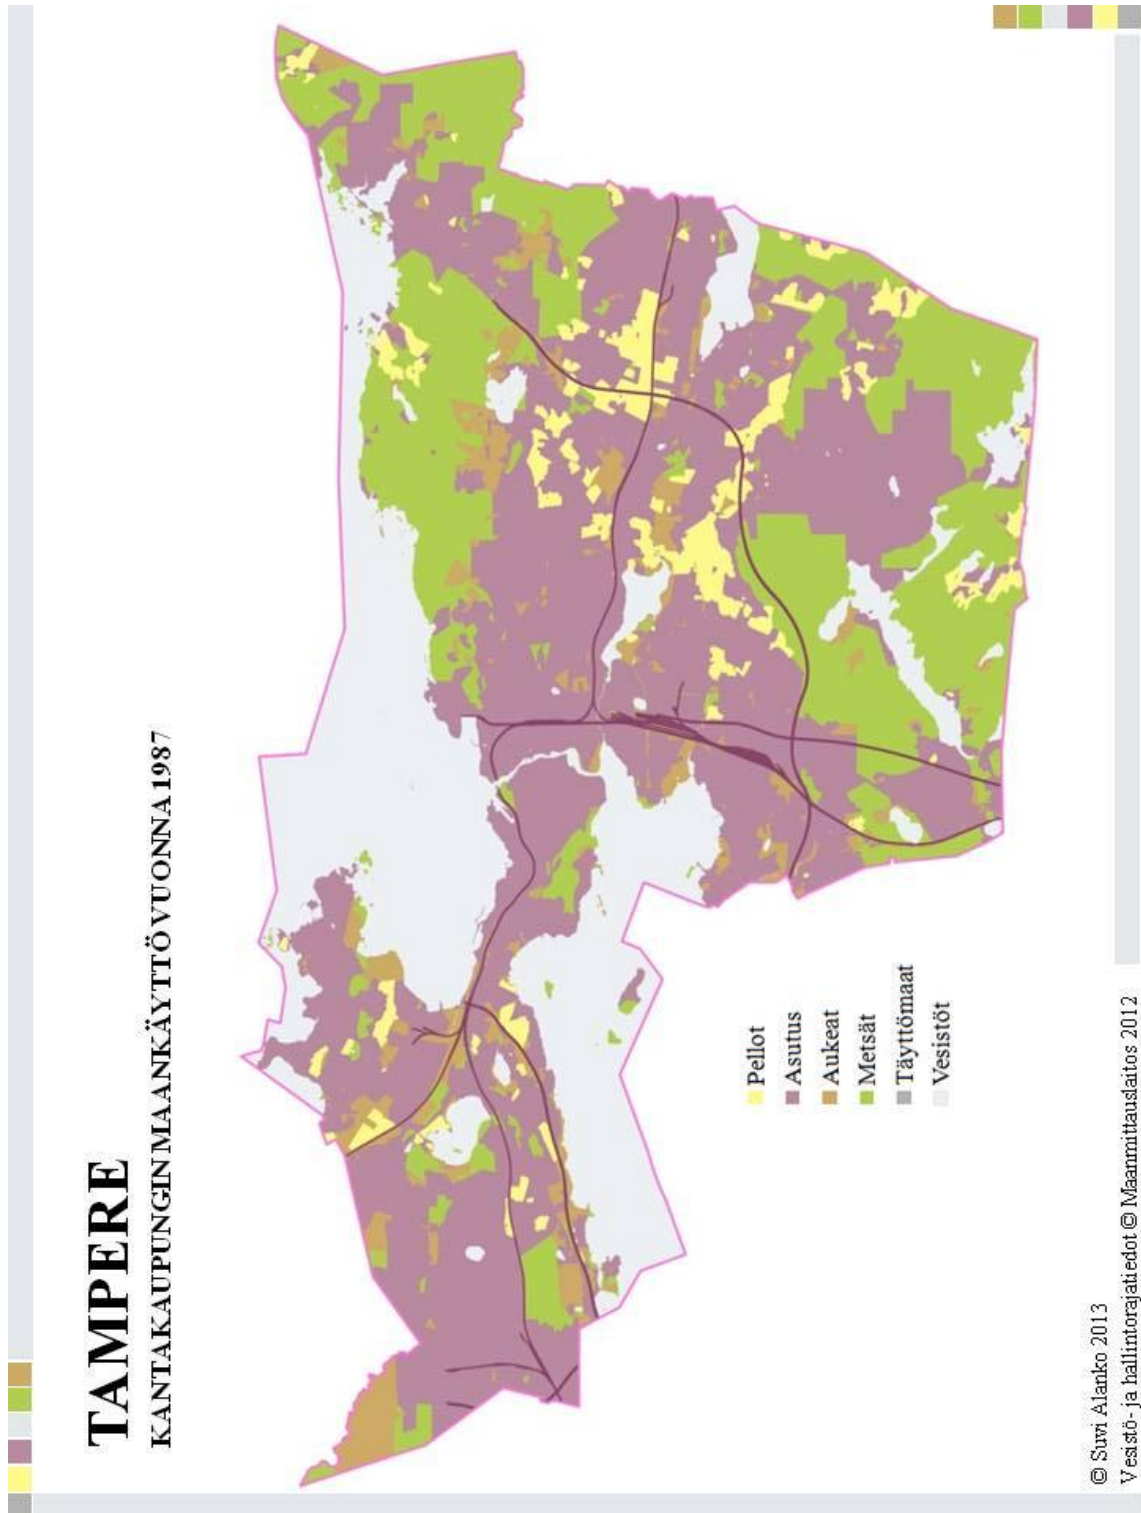 TAMPERE
KANTAKAUPUNGIN MAANKÄYTTÖ VUONNA 1987
Pellot
Asutus
Aukeat
Metsät
Täyttömaat
Vesistöt
© Suvi Alanko 2013
Vesistö- ja hallintorajatiedot © Maanmittauslaitos 2012